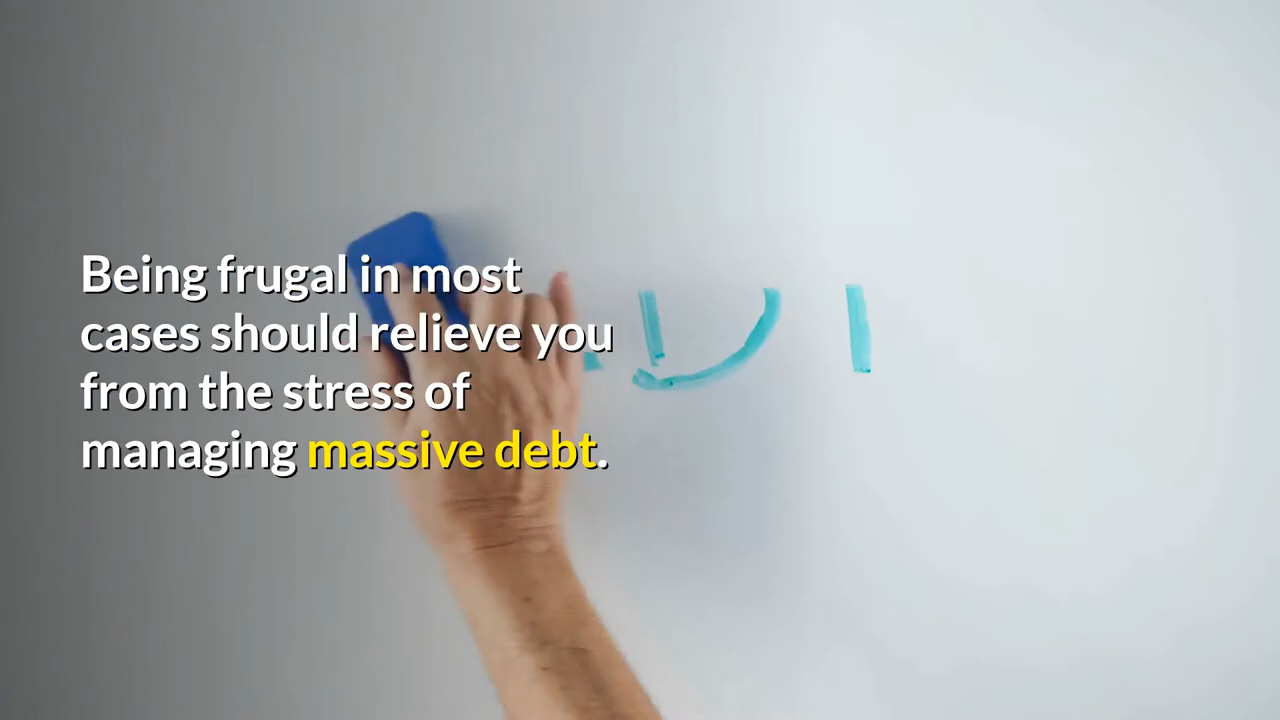 Being frugal in most
cases should relieve you
from the stress of
managing massive debt.